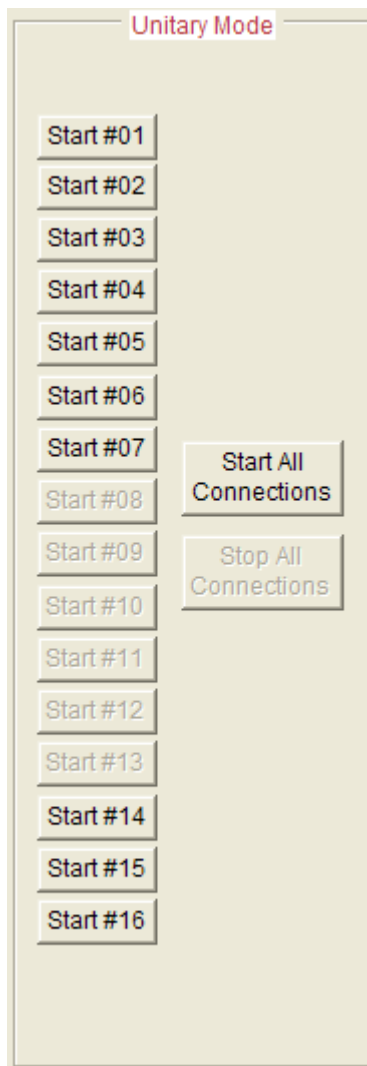 Unitary Mode
Start #01
Start #02
Start #03
Start #04
Start #05
Start #06
Start #07
Start #08
Start #09
Start #10
Start #11
Start #12
Start #13
Start #14
Start #15
Start #16
Start All
Connections
Stop All
Connections